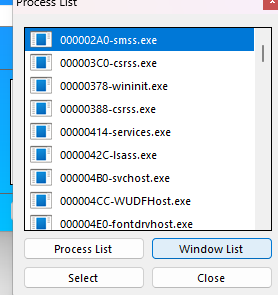 Process List
000002A0-smss.exe
000003C0-csrss.exe
00000378-wininit.exe
00000388-csrss.exe
00000414-services.exe
0000042C-lsass.exe
000004B0-svchost.exe
000004CC-WUDFHost.exe
000004E0-fontdrvhost.exe
Process List Window List
Select Close